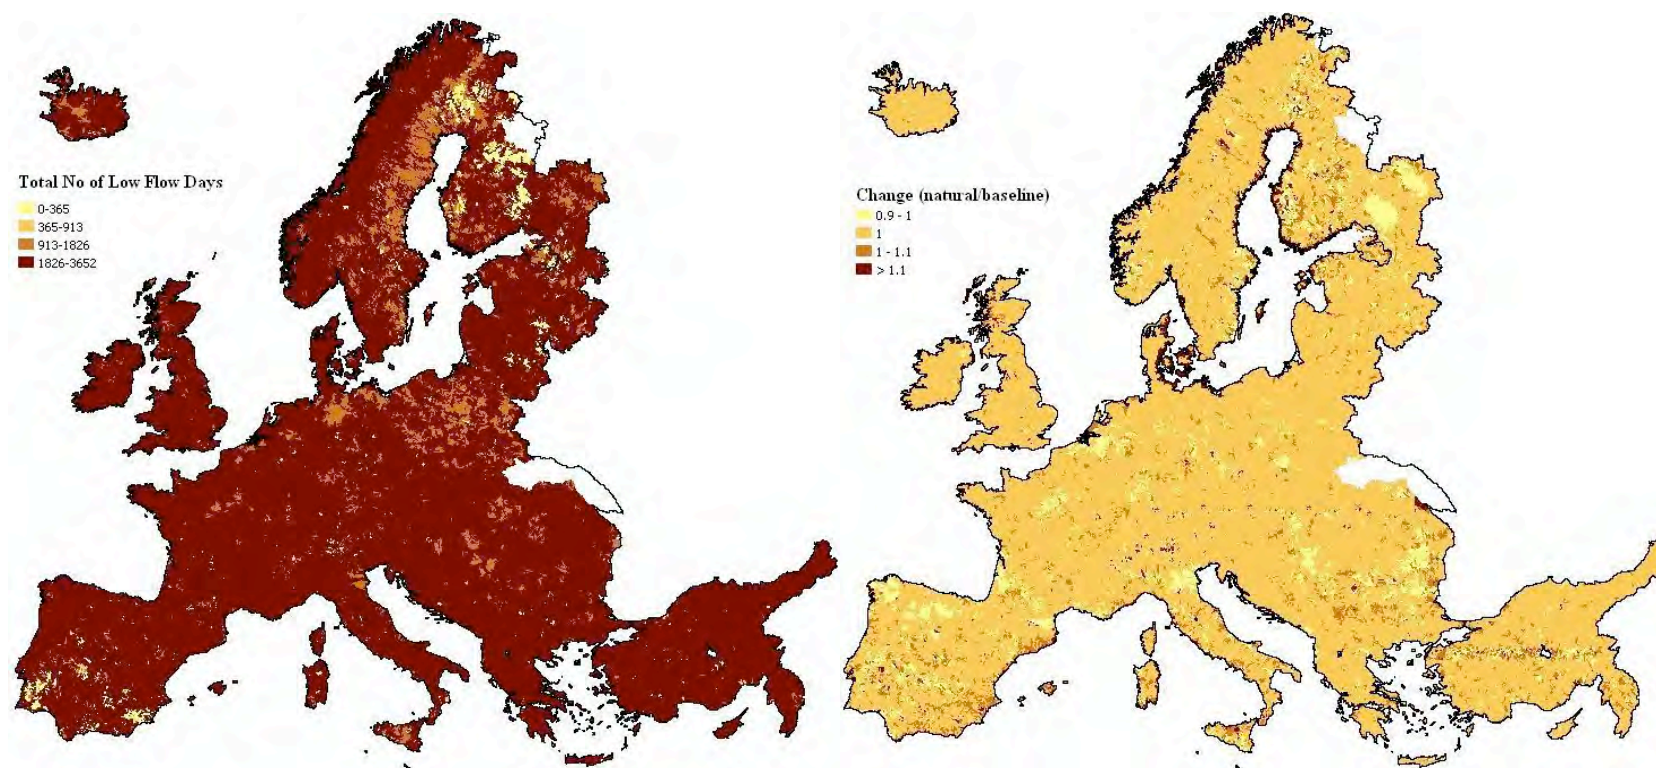 Total No of Low Flow Days
0-365
365-913
913-1826
1826-3652
Change (natural/baseline)
0.9 - 1
1
1 - 1.1
> 1.1